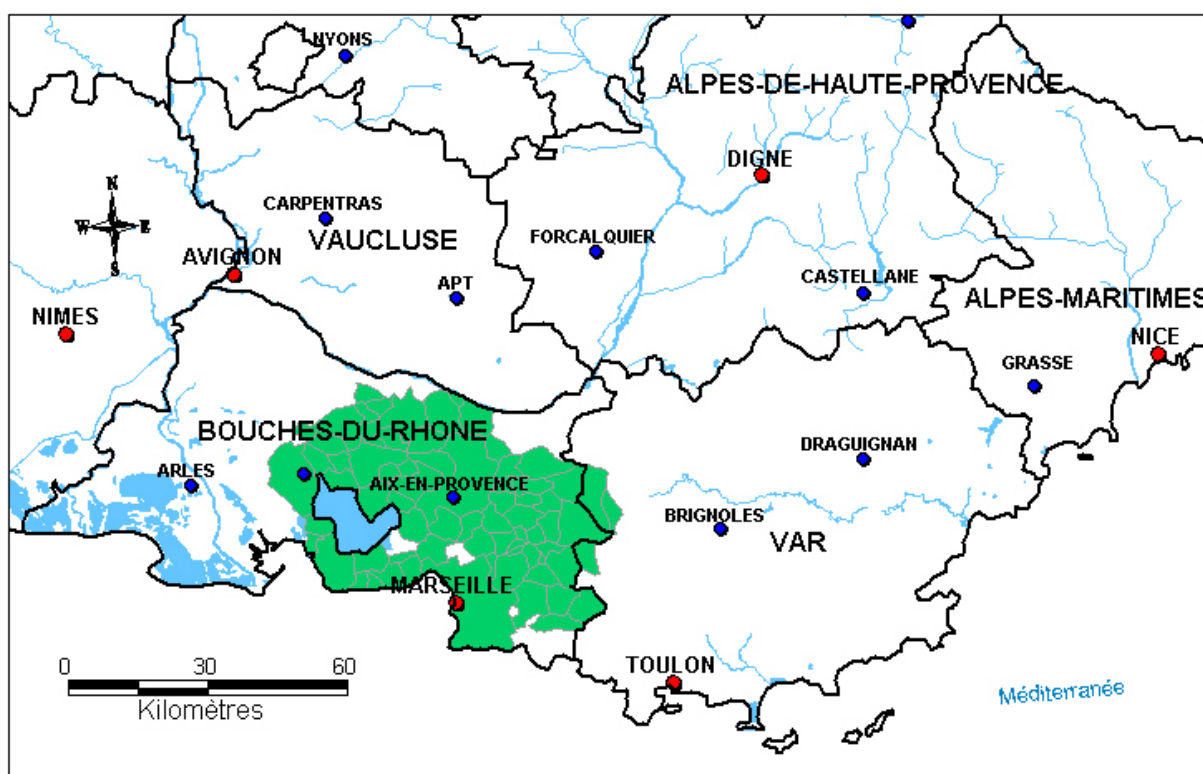 NYONS
ALPES-DE-HAUTE-PROVENCE
DIGNE
N
W E
S
CARPENTRAS
VAUCLUSE
FORCALQUIER
AVIGNON
APT
CASTELLANE
ALPES-MARITIMES
NIMES
NICE
GRASSE
BOUCHES-DU-RHONE
DRAGUIGNAN
ARLES
AIX-EN-PROVENCE
BRIGNOLES
VAR
MARSEILLE
0 30 60
Kilomètres
TOULON
Méditerranée